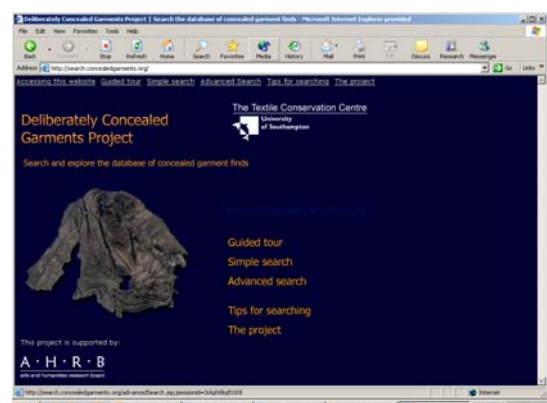 Deliberately Concealed Garments Project | Search the database of concealed garment finds - Microsoft Internet Explorer provided
File Edit View Favorites Tools Help
Back Forward Stop Refresh Home Search Favorites Media History Mail Print Edit Discuss Research Messenger
Address http://search.concealedgarments.org/ Go Links
Accessing this website Guided tour Simple search Advanced Search Tips for searching The project
The Textile Conservation Centre
University
of Southampton
Deliberately Concealed
Garments Project
Search and explore the database of concealed garment finds
Guided tour
Simple search
Advanced search
Tips for searching
The project
This project is supported by:
A·H·R·B
arts and humanities research board
Internet